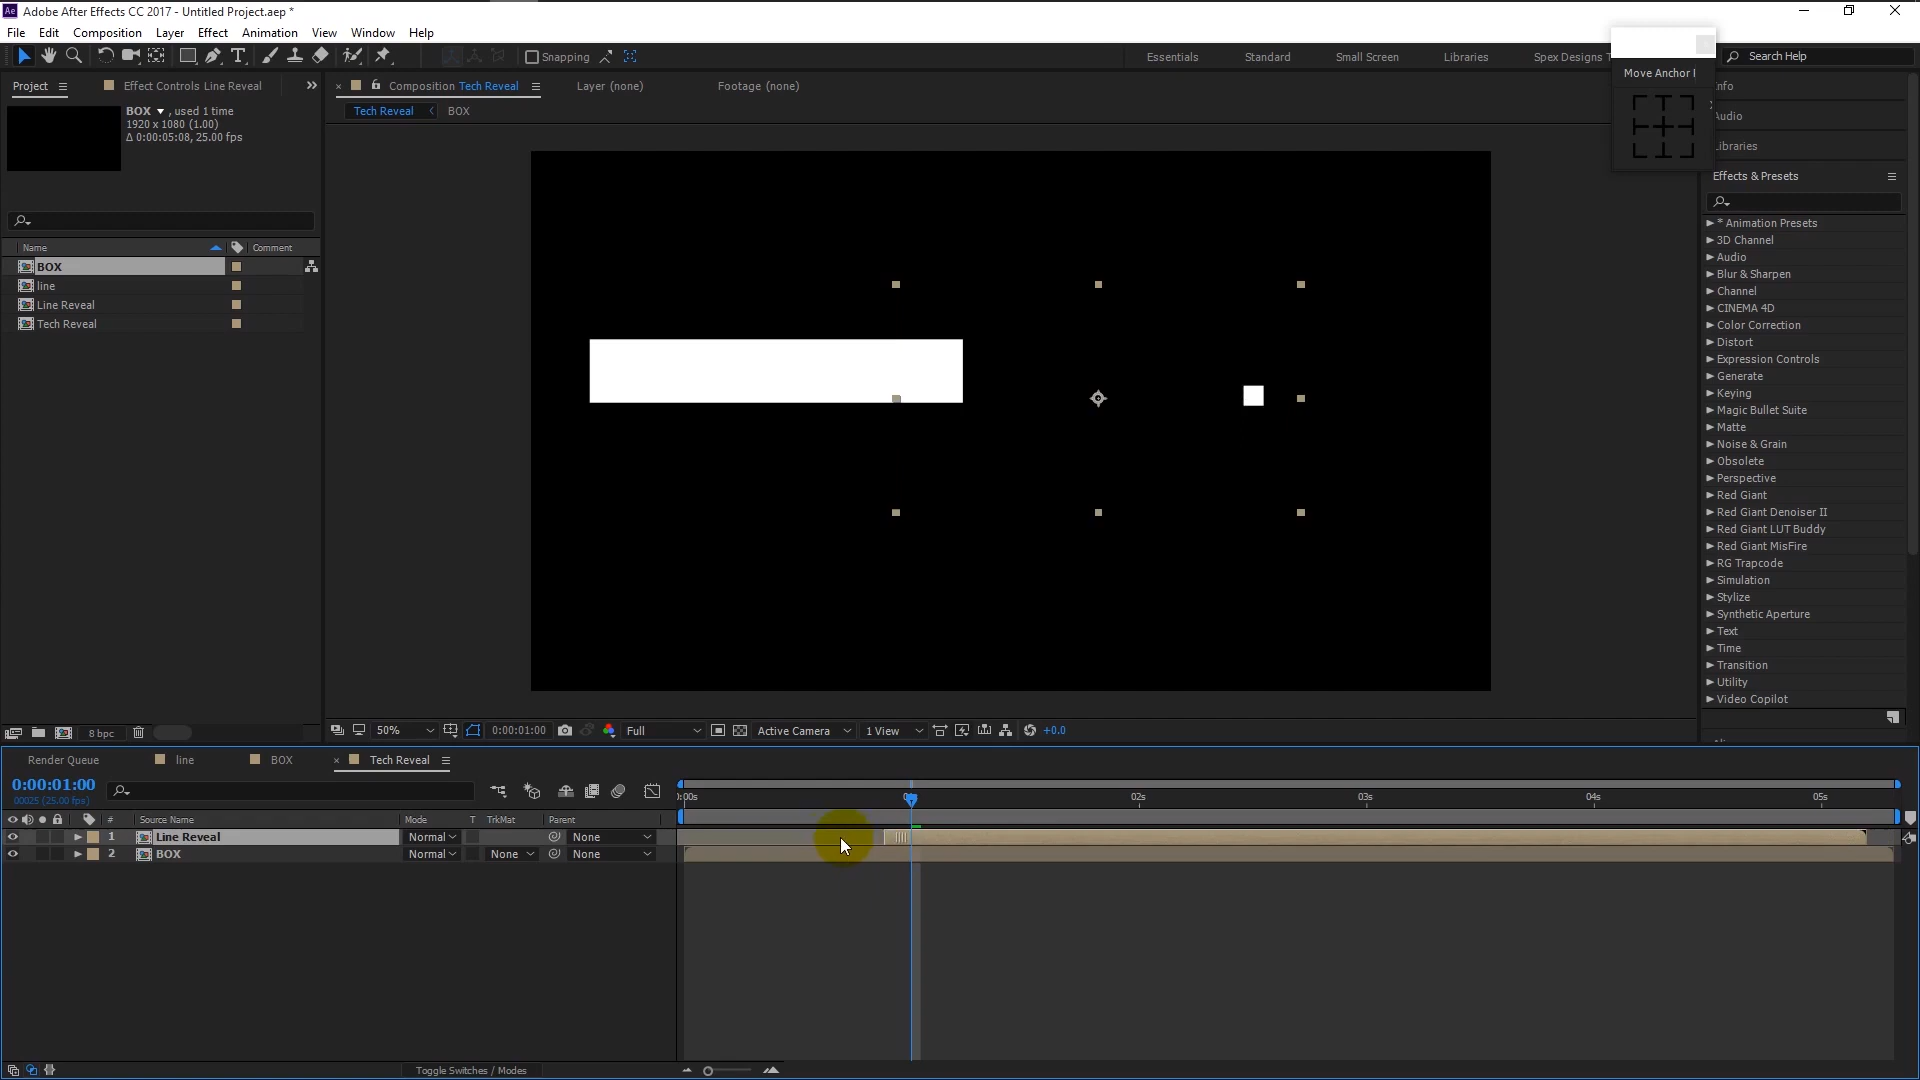 Adobe After Effects CC 2017 - Untitled Project.aep *
File Edit Composition Layer Effect Animation View Window Help
Snapping Essentials Standard Small Screen Libraries Spex Designs T Search Help
Move Anchor
Project Effect Controls Line Reveal Composition Tech Reveal Layer (none) Footage (none)
Tech Reveal BOX
BOX , used 1 time
1920 x 1080 (1.00)
Δ 0:00:05:08, 25.00 fps
Name Comment
BOX
line
Line Reveal
Tech Reveal
8 bpc
50% 0:00:01:00 Full Active Camera 1 View +0.0
nfo
Audio
Libraries
Effects & Presets
* Animation Presets
3D Channel
Audio
Blur & Sharpen
Channel
CINEMA 4D
Color Correction
Distort
Expression Controls
Generate
Keying
Magic Bullet Suite
Matte
Noise & Grain
Obsolete
Perspective
Red Giant
Red Giant Denoiser II
Red Giant LUT Buddy
Red Giant MisFire
RG Trapcode
Simulation
Stylize
Synthetic Aperture
Text
Time
Transition
Utility
Video Copilot
Render Queue line BOX Tech Reveal
0:00:01:00
00025 (25.00 fps)
:00s 02s 03s 04s 05s
# Source Name Mode T TrkMat Parent
1 Line Reveal Normal None
2 BOX Normal None None
Toggle Switches / Modes